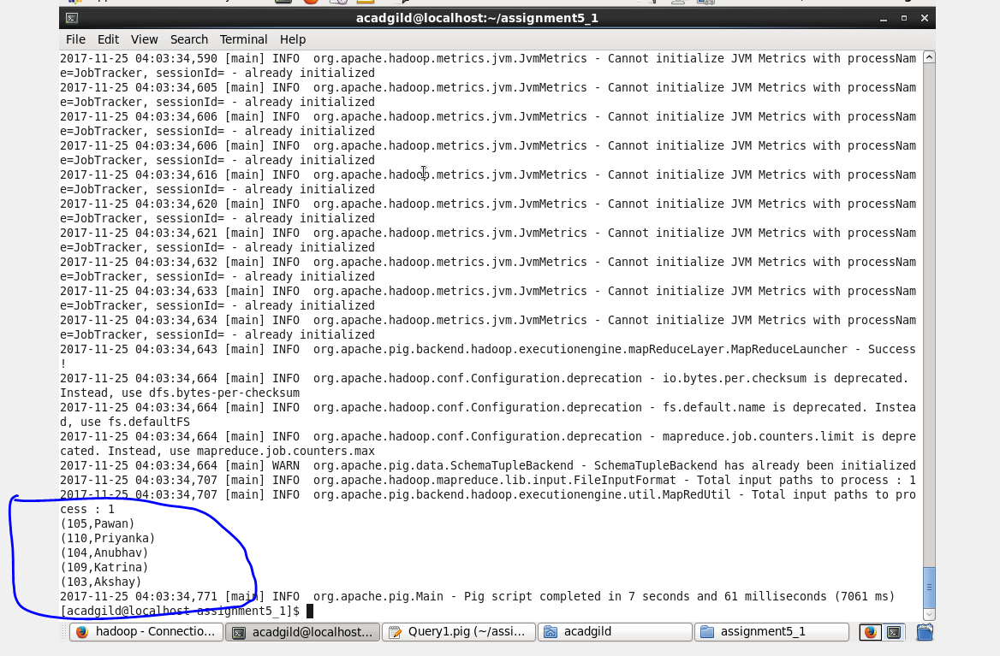 acadgild@localhost:~/assignment5_1
File Edit View Search Terminal Help
2017-11-25 04:03:34,590 [main] INFO  org.apache.hadoop.metrics.jvm.JvmMetrics - Cannot initialize JVM Metrics with processNam
e=JobTracker, sessionId= - already initialized
2017-11-25 04:03:34,605 [main] INFO  org.apache.hadoop.metrics.jvm.JvmMetrics - Cannot initialize JVM Metrics with processNam
e=JobTracker, sessionId= - already initialized
2017-11-25 04:03:34,606 [main] INFO  org.apache.hadoop.metrics.jvm.JvmMetrics - Cannot initialize JVM Metrics with processNam
e=JobTracker, sessionId= - already initialized
2017-11-25 04:03:34,606 [main] INFO  org.apache.hadoop.metrics.jvm.JvmMetrics - Cannot initialize JVM Metrics with processNam
e=JobTracker, sessionId= - already initialized
2017-11-25 04:03:34,616 [main] INFO  org.apache.hadoop.metrics.jvm.JvmMetrics - Cannot initialize JVM Metrics with processNam
e=JobTracker, sessionId= - already initialized
2017-11-25 04:03:34,620 [main] INFO  org.apache.hadoop.metrics.jvm.JvmMetrics - Cannot initialize JVM Metrics with processNam
e=JobTracker, sessionId= - already initialized
2017-11-25 04:03:34,621 [main] INFO  org.apache.hadoop.metrics.jvm.JvmMetrics - Cannot initialize JVM Metrics with processNam
e=JobTracker, sessionId= - already initialized
2017-11-25 04:03:34,632 [main] INFO  org.apache.hadoop.metrics.jvm.JvmMetrics - Cannot initialize JVM Metrics with processNam
e=JobTracker, sessionId= - already initialized
2017-11-25 04:03:34,633 [main] INFO  org.apache.hadoop.metrics.jvm.JvmMetrics - Cannot initialize JVM Metrics with processNam
e=JobTracker, sessionId= - already initialized
2017-11-25 04:03:34,634 [main] INFO  org.apache.hadoop.metrics.jvm.JvmMetrics - Cannot initialize JVM Metrics with processNam
e=JobTracker, sessionId= - already initialized
2017-11-25 04:03:34,643 [main] INFO  org.apache.pig.backend.hadoop.executionengine.mapReduceLayer.MapReduceLauncher - Success
!
2017-11-25 04:03:34,664 [main] INFO  org.apache.hadoop.conf.Configuration.deprecation - io.bytes.per.checksum is deprecated.
Instead, use dfs.bytes-per-checksum
2017-11-25 04:03:34,664 [main] INFO  org.apache.hadoop.conf.Configuration.deprecation - fs.default.name is deprecated. Instea
d, use fs.defaultFS
2017-11-25 04:03:34,664 [main] INFO  org.apache.hadoop.conf.Configuration.deprecation - mapreduce.job.counters.limit is depre
cated. Instead, use mapreduce.job.counters.max
2017-11-25 04:03:34,664 [main] WARN  org.apache.pig.data.SchemaTupleBackend - SchemaTupleBackend has already been initialized
2017-11-25 04:03:34,707 [main] INFO  org.apache.hadoop.mapreduce.lib.input.FileInputFormat - Total input paths to process : 1
2017-11-25 04:03:34,707 [main] INFO  org.apache.pig.backend.hadoop.executionengine.util.MapRedUtil - Total input paths to pro
cess : 1
(105,Pawan)
(110,Priyanka)
(104,Anubhav)
(109,Katrina)
(103,Akshay)
2017-11-25 04:03:34,771 [main] INFO  org.apache.pig.Main - Pig script completed in 7 seconds and 61 milliseconds (7061 ms)
[acadgild@localhost assignment5_1]$
hadoop - Connectio... acadgild@localhost... Query1.pig (~/assi... acadgild assignment5_1